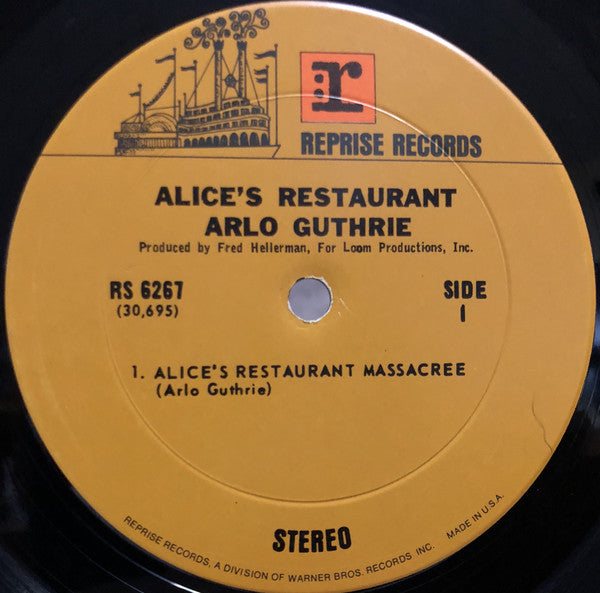 :r
REPRISE RECORDS
ALICE'S RESTAURANT
ARLO GUTHRIE
Produced by Fred Hellerman, For Loom Productions, Inc.
RS 6267
SIDE
(30,695)
1
1. ALICE'S RESTAURANT MASSACREE
(Arlo Guthrie)
STEREO
REPRISE RECORDS, A DIVISION OF WARNER BROS. RECORDS INC. MADE IN U.S.A.